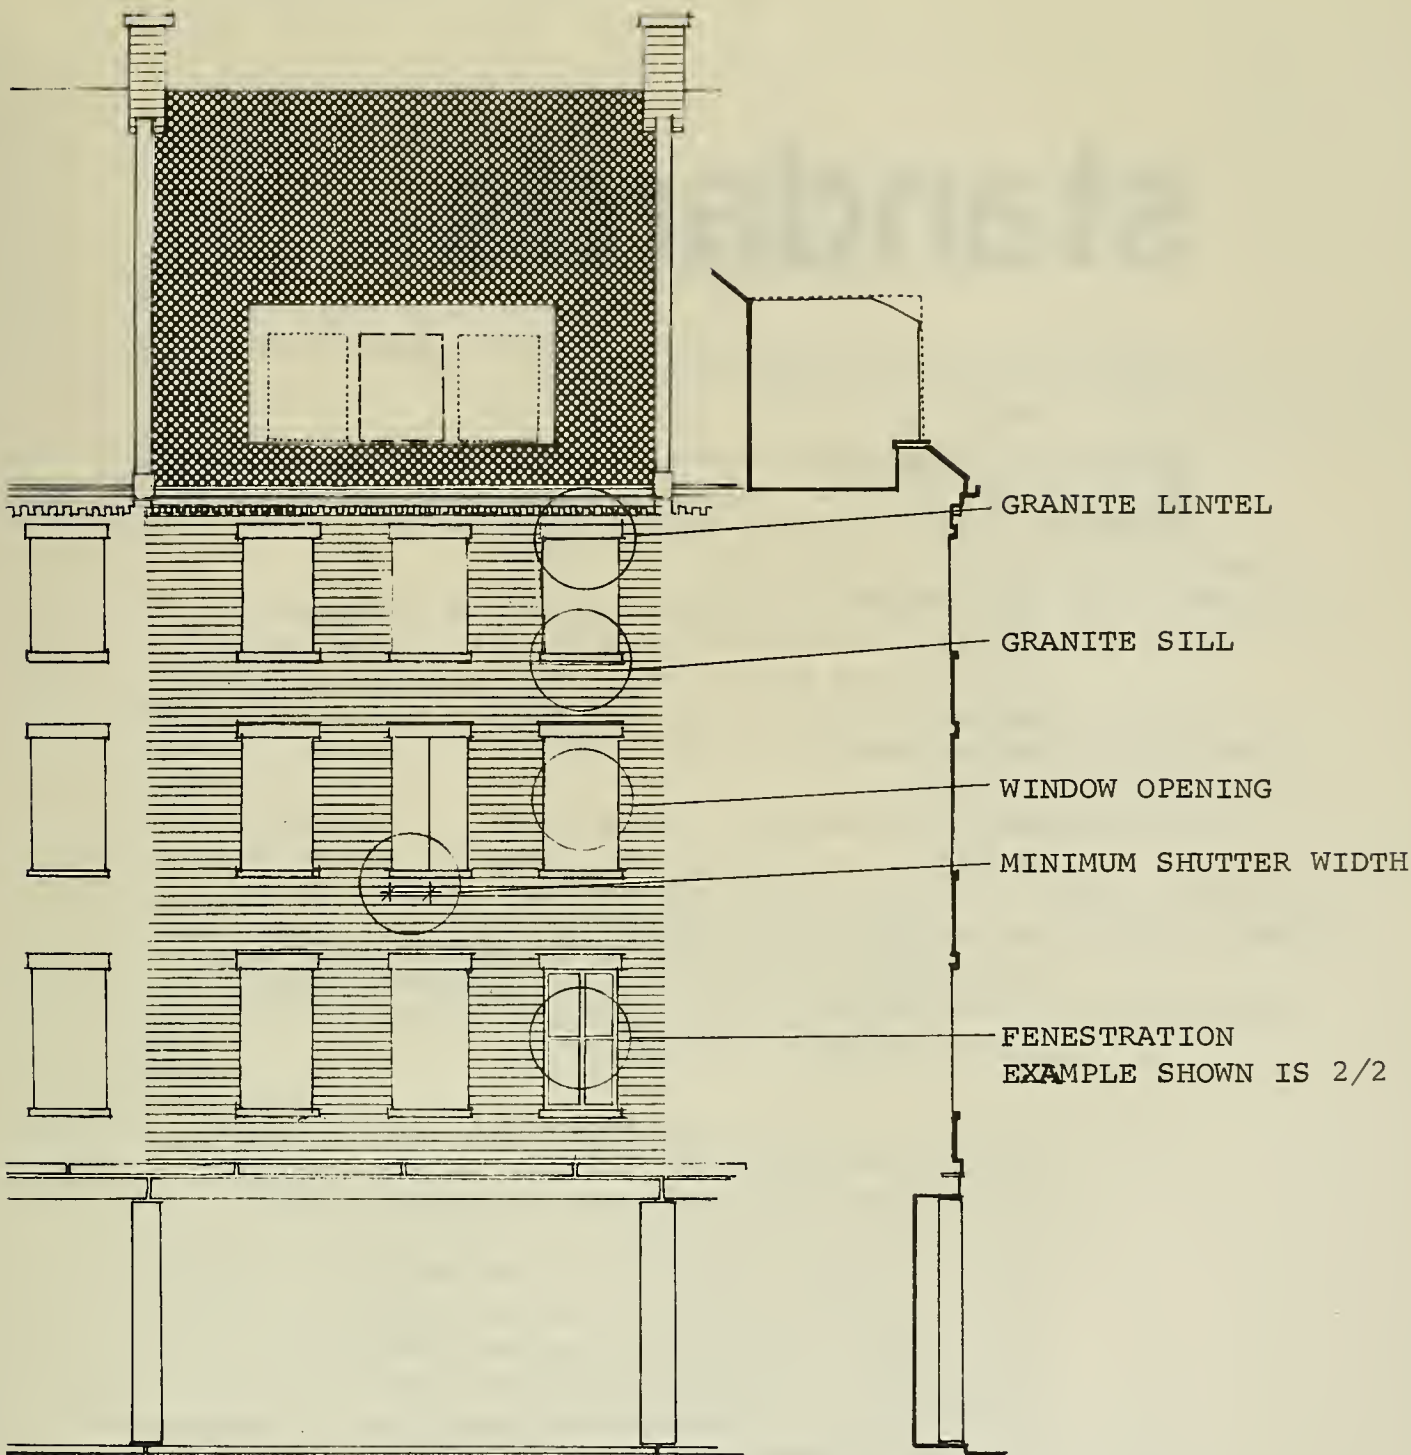 GRANITE LINTEL
GRANITE SILL
WINDOW OPENING
MINIMUM SHUTTER WIDTH
FENESTRATION
EXAMPLE SHOWN IS 2/2